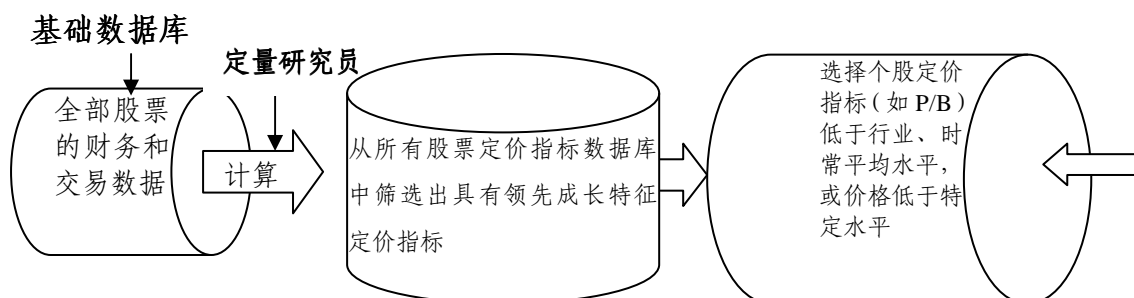 基础数据库
定量研究员
全部股票
的财务和
交易数据
计算
从所有股票定价指标数据库
中筛选出具有领先成长特征
定价指标
选择个股定价
指标（如 P/B）
低于行业、时
常平均水平，
或价格低于特
定水平